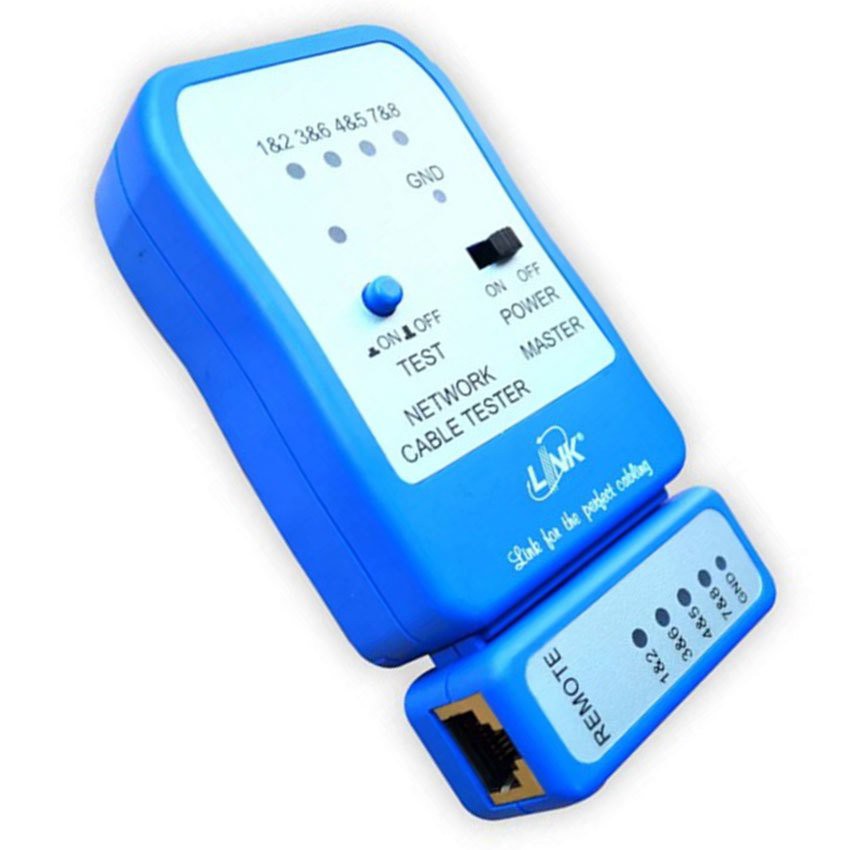 1&2 3&6 4&5 7&8
GND
ON OFF
TEST
ON OFF
POWER
MASTER
NETWORK
CABLE TESTER
LINK®
Link for the perfect cabling
REMOTE
1&2
3&6
4&5
7&8
GND